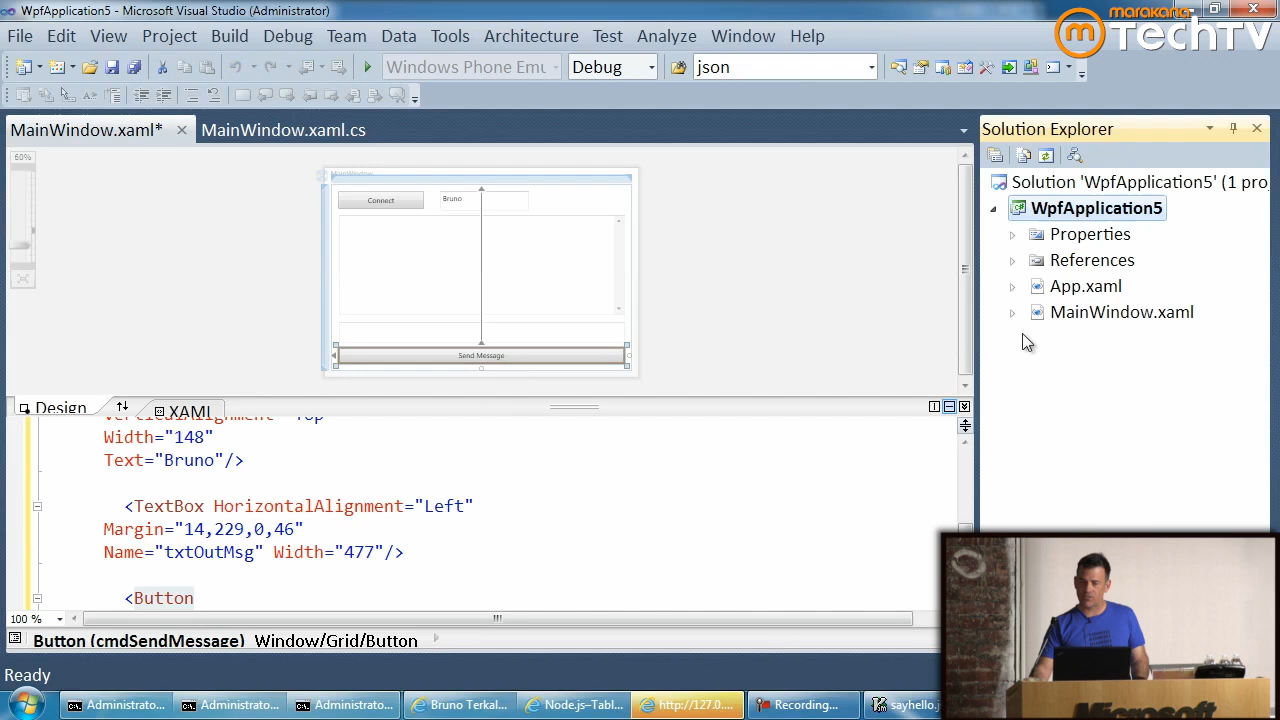 WpfApplication5 - Microsoft Visual Studio (Administrator)
marakana
TechTV
File Edit View Project Build Debug Team Data Tools Architecture Test Analyze Window Help
Windows Phone Emu
Debug
json
MainWindow.xaml*
MainWindow.xaml.cs
60%
MainWindow
Connect
Bruno
Send Message
Design
XAML
Width="148"
Text="Bruno"/>
<TextBox HorizontalAlignment="Left"
Margin="14,229,0,46"
Name="txtOutMsg" Width="477"/>
<Button
100 %
Button (cmdSendMessage) Window/Grid/Button
Ready
Solution Explorer
Solution 'WpfApplication5' (1 pro
WpfApplication5
Properties
References
App.xaml
MainWindow.xaml
Microsoft
Administrato...
Administrato...
Administrato...
Bruno Terkal...
Node.js–Tabl...
http://127.0....
Recording...
sayhello.j